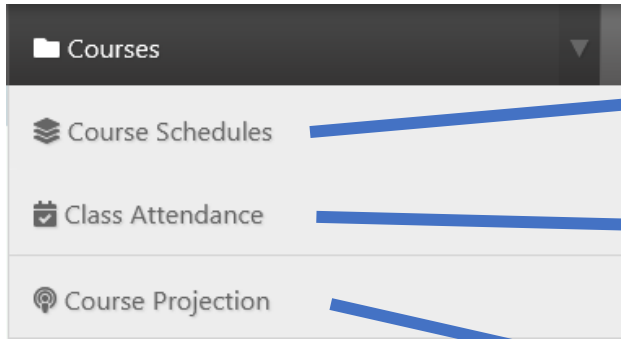 Courses
Course Schedules
Class Attendance
Course Projection